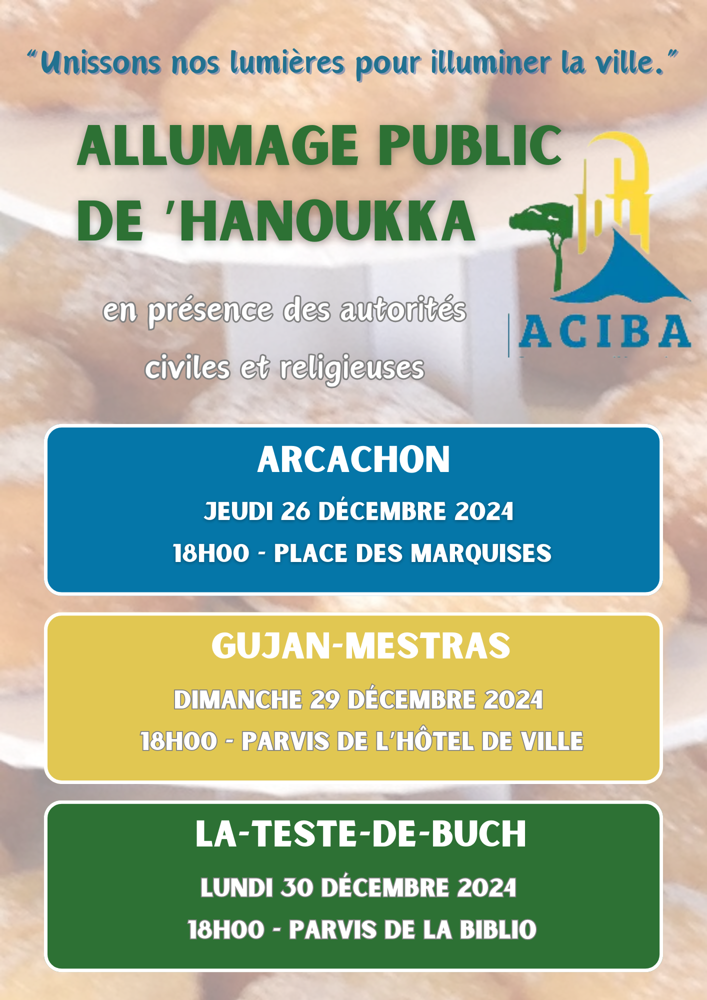 “Unissons nos lumières pour illuminer la ville.”
ALLUMAGE PUBLIC
DE 'HANOUKKA
en présence des autorités
civiles et religieuses
ACIBA
ARCACHON
JEUDI 26 DÉCEMBRE 2024
18H00 - PLACE DES MARQUISES
GUJAN-MESTRAS
DIMANCHE 29 DÉCEMBRE 2024
18H00 - PARVIS DE L'HÔTEL DE VILLE
LA-TESTE-DE-BUCH
LUNDI 30 DÉCEMBRE 2024
18H00 - PARVIS DE LA BIBLIO